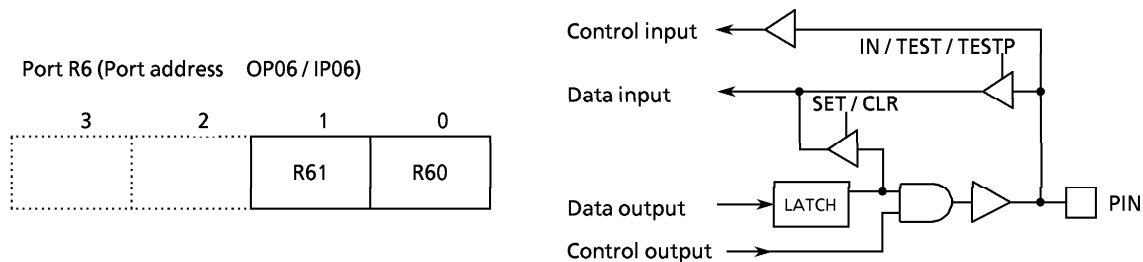 Port R6 (Port address OP06 / IP06)
3 2 1 0
R61 R60
Control input
IN / TEST / TESTP
Data input
SET / CLR
Data output
LATCH
PIN
Control output